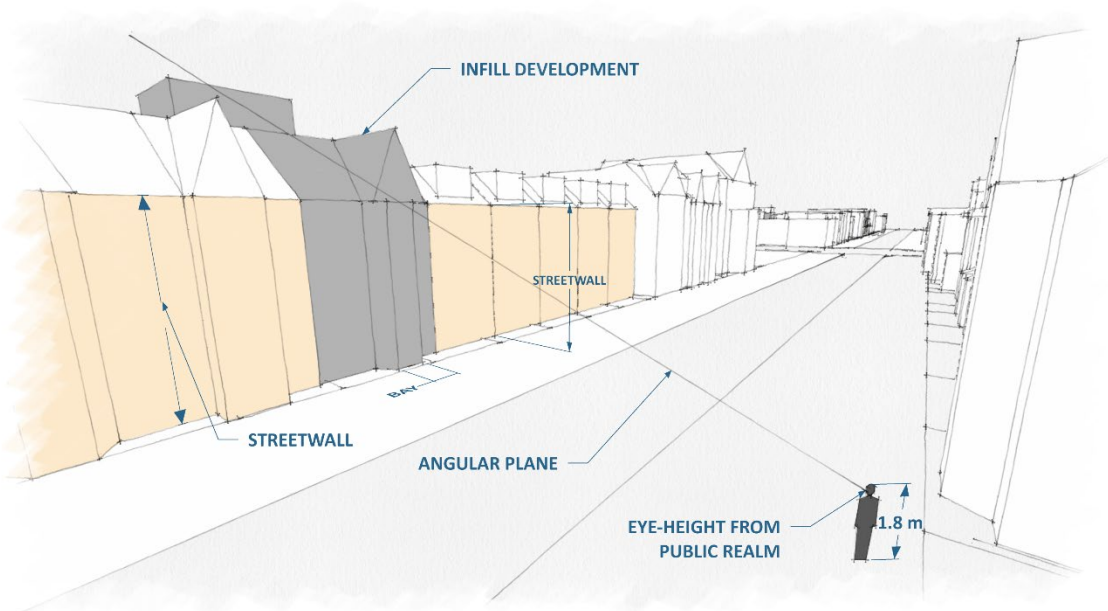 INFILL DEVELOPMENT
STREETWALL
BAY
STREETWALL
ANGULAR PLANE
EYE-HEIGHT FROM
PUBLIC REALM
1.8 m